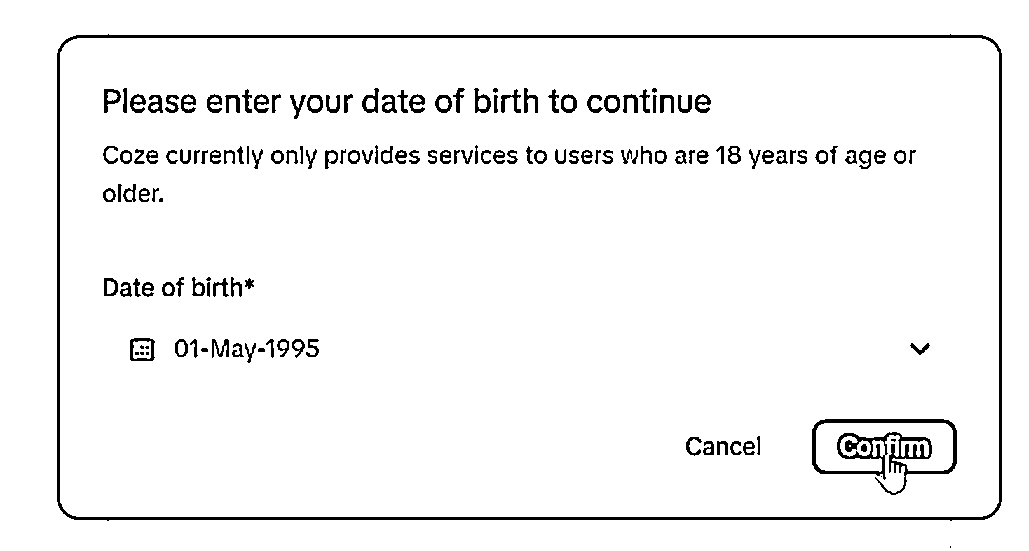 Please enter your date of birth to continue
Coze currently only provides services to users who are 18 years of age or
older.
Date of birth*
01-May-1995
Cancel
Confirm